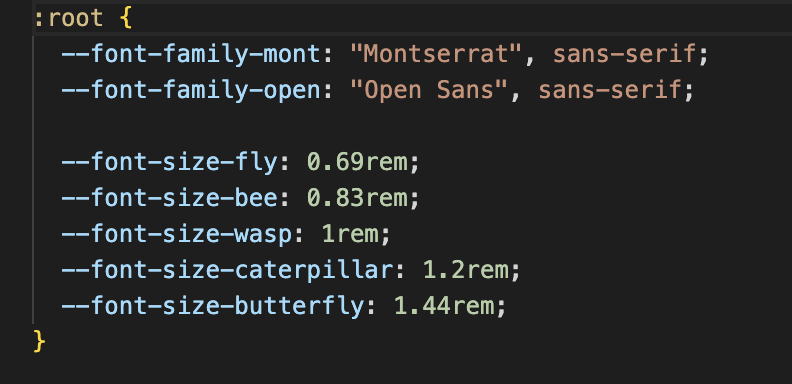 :root {
--font-family-mont: "Montserrat", sans-serif;
--font-family-open: "Open Sans", sans-serif;
--font-size-fly: 0.69rem;
--font-size-bee: 0.83rem;
--font-size-wasp: 1rem;
--font-size-caterpillar: 1.2rem;
--font-size-butterfly: 1.44rem;
}